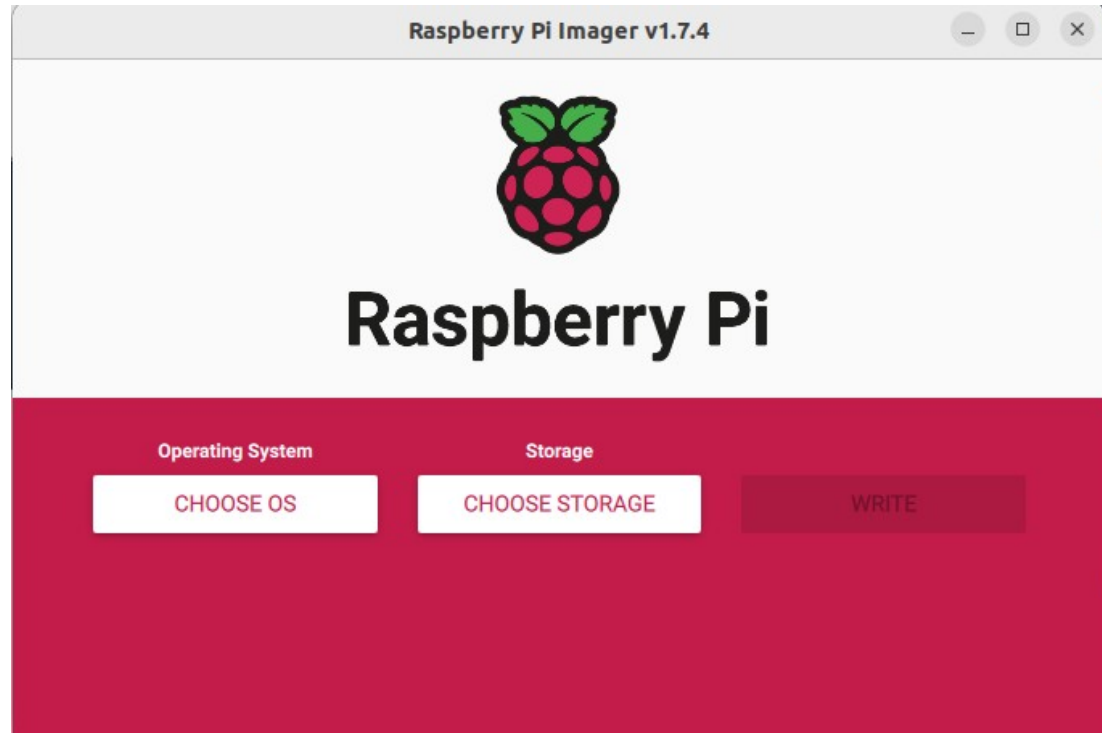 Raspberry Pi Imager v1.7.4
Raspberry Pi
Operating System
Storage
CHOOSE OS
CHOOSE STORAGE
WRITE